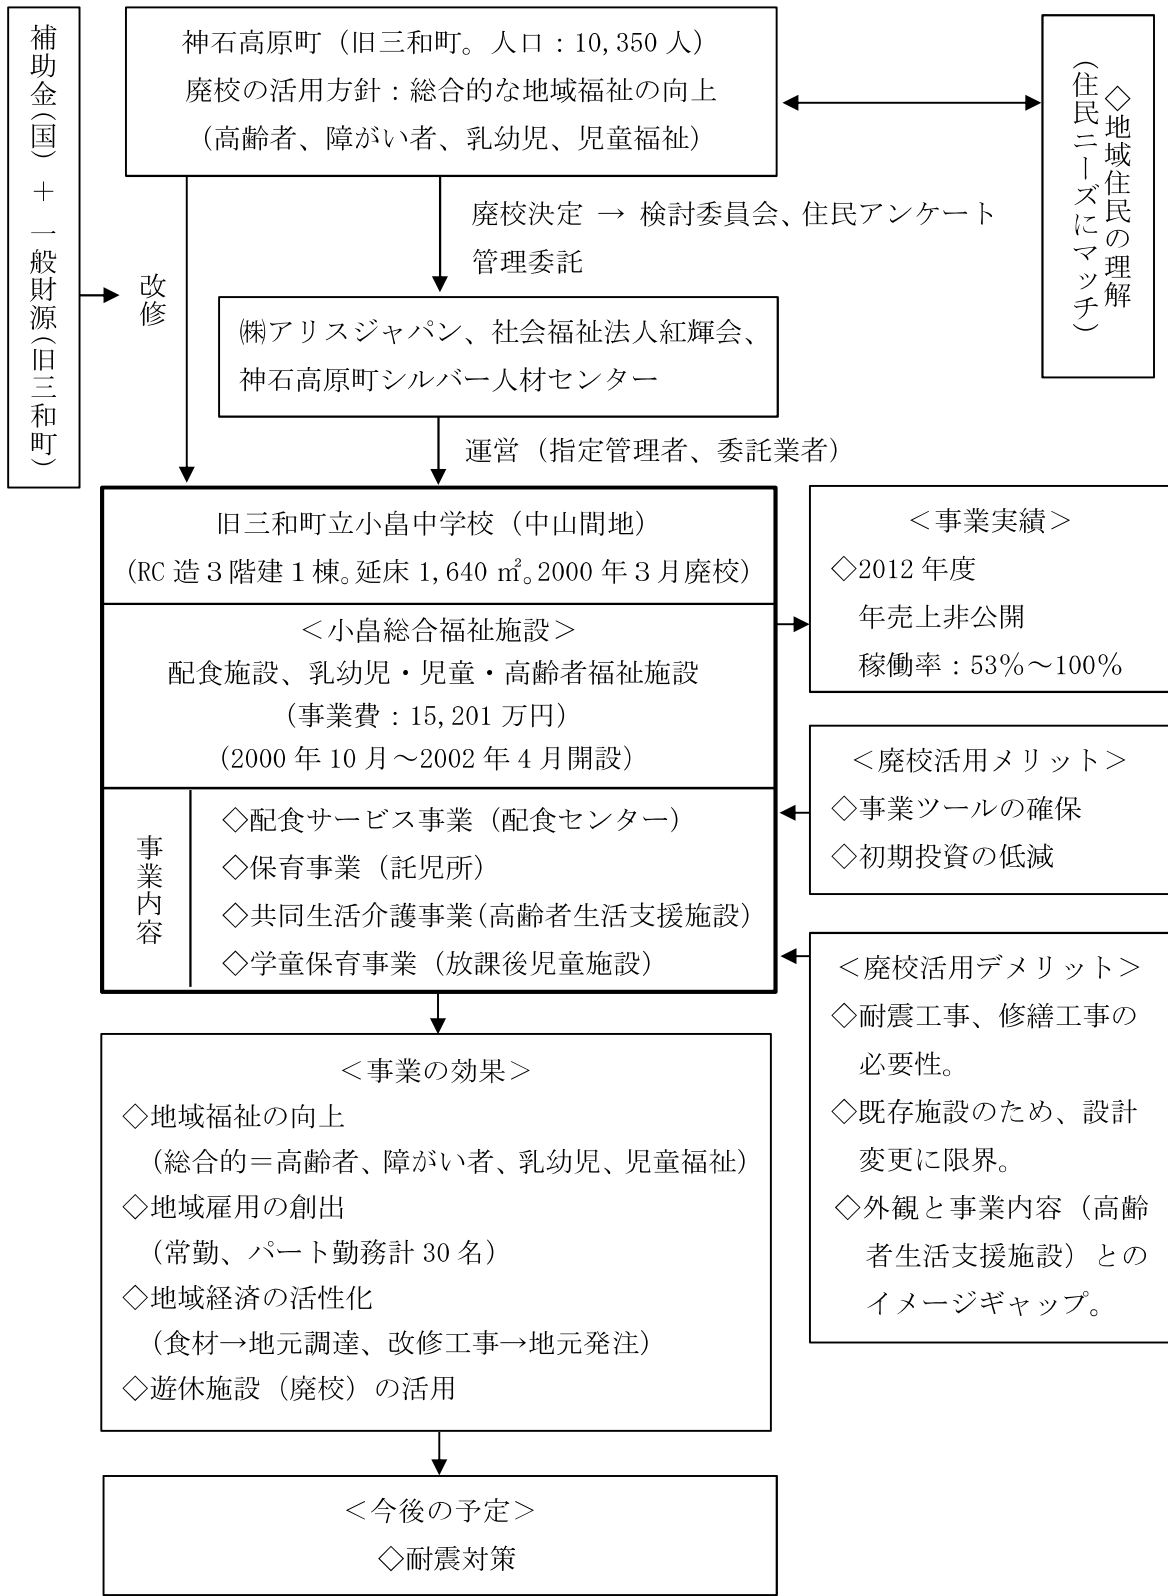 補助金(国) ＋ 一般財源(旧三和町)
神石高原町（旧三和町。人口：10,350人）
廃校の活用方針：総合的な地域福祉の向上
（高齢者、障がい者、乳幼児、児童福祉）
◇地域住民の理解
（住民ニーズにマッチ）
廃校決定 → 検討委員会、住民アンケート
管理委託
改修
㈱アリスジャパン、社会福祉法人紅輝会、
神石高原町シルバー人材センター
運営（指定管理者、委託業者）
旧三和町立小畠中学校（中山間地）
(RC造３階建１棟。延床1,640㎡。2000年３月廃校)
＜小畠総合福祉施設＞
配食施設、乳幼児・児童・高齢者福祉施設
（事業費：15,201万円）
（2000年10月～2002年４月開設）
事業内容
◇配食サービス事業（配食センター）
◇保育事業（託児所）
◇共同生活介護事業(高齢者生活支援施設)
◇学童保育事業（放課後児童施設）
＜事業実績＞
◇2012年度
年売上非公開
稼働率：53％～100％
＜廃校活用メリット＞
◇事業ツールの確保
◇初期投資の低減
＜廃校活用デメリット＞
◇耐震工事、修繕工事の
必要性。
◇既存施設のため、設計
変更に限界。
◇外観と事業内容（高齢
者生活支援施設）との
イメージギャップ。
＜事業の効果＞
◇地域福祉の向上
（総合的＝高齢者、障がい者、乳幼児、児童福祉）
◇地域雇用の創出
（常勤、パート勤務計30名）
◇地域経済の活性化
（食材→地元調達、改修工事→地元発注）
◇遊休施設（廃校）の活用
＜今後の予定＞
◇耐震対策